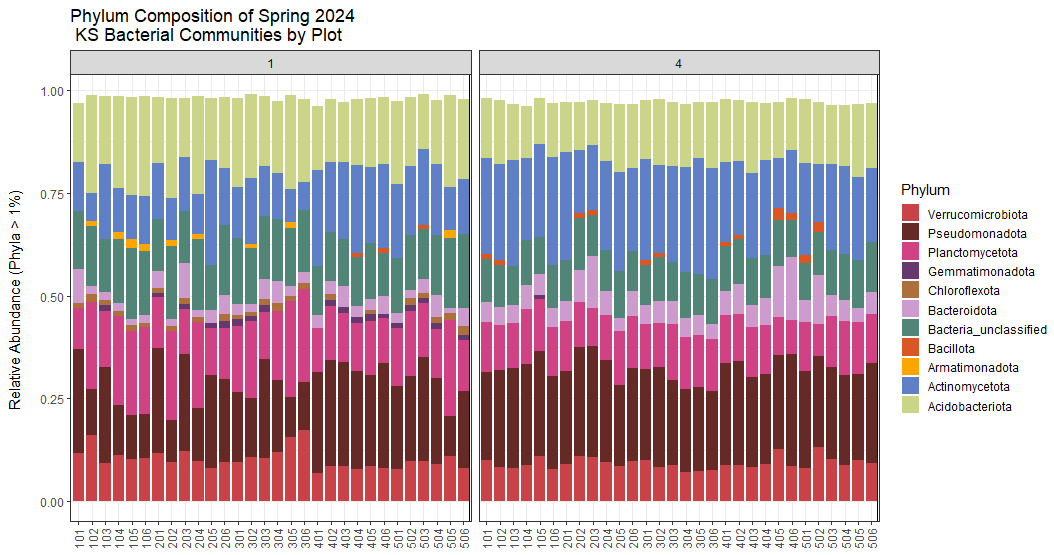 Phylum Composition of Spring 2024
KS Bacterial Communities by Plot
1
4
Relative Abundance (Phyla > 1%)
1.00
0.75
0.50
0.25
0.00
101 102 103 104 105 106 201 202 203 204 205 206 301 302 303 304 305 306 401 402 403 404 405 406 501 502 503 504 505 506
101 102 103 104 105 106 201 202 203 204 205 206 301 302 303 304 305 306 401 402 403 404 405 406 501 502 503 504 505 506
Phylum
Verrucomicrobiota
Pseudomonadota
Planctomycetota
Gemmatimonadota
Chloroflexota
Bacteroidota
Bacteria_unclassified
Bacillota
Armatimonadota
Actinomycetota
Acidobacteriota